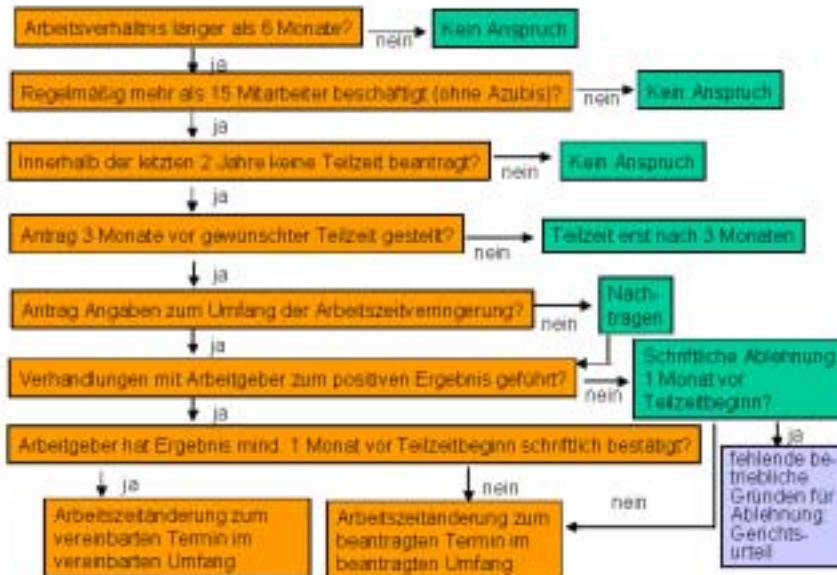 Arbeitsverhältnis länger als 6 Monate?
nein
Kein Anspruch
ja
Regelmäßig mehr als 15 Mitarbeiter beschäftigt (ohne Azubis)?
nein
Kein Anspruch
ja
Innerhalb der letzten 2 Jahre keine Teilzeit beantragt?
nein
Kein Anspruch
ja
Antrag 3 Monate vor gewünschter Teilzeit gestellt?
nein
Teilzeit erst nach 3 Monaten
ja
Antrag Angaben zum Umfang der Arbeitszeitverringerung?
nein
Nach-
tragen
ja
Verhandlungen mit Arbeitgeber zum positiven Ergebnis geführt?
nein
Schriftliche Ablehnung
1 Monat vor
Teilzeitbeginn?
ja
Arbeitgeber hat Ergebnis mind. 1 Monat vor Teilzeitbeginn schriftlich bestätigt?
ja
fehlende be-
triebliche
Gründen für
Ablehnung:
Gerichts-
urteil
ja
nein
nein
Arbeitszeitänderung zum
vereinbarten Termin im
vereinbarten Umfang
Arbeitszeitänderung zum
beantragten Termin im
beantragten Umfang